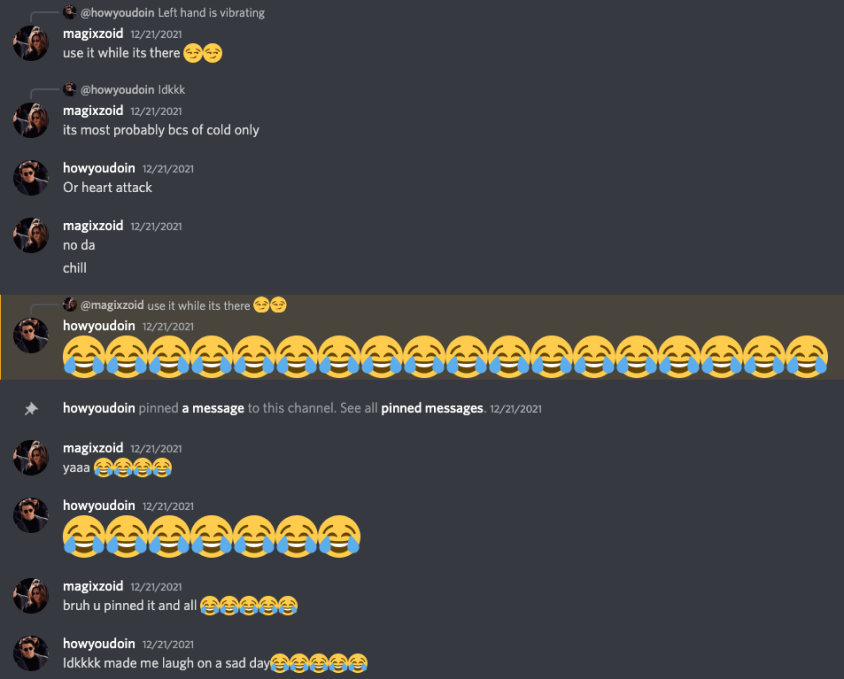 @howyoudoin Left hand is vibrating
magixzoid 12/21/2021
use it while its there 😏😏
@howyoudoin Idkkk
magixzoid 12/21/2021
its most probably bcs of cold only
howyoudoin 12/21/2021
Or heart attack
magixzoid 12/21/2021
no da
chill
@magixzoid use it while its there 😏😏
howyoudoin 12/21/2021
😂😂😂😂😂😂😂😂😂😂😂😂😂😂😂😂😂😂
howyoudoin pinned a message to this channel. See all pinned messages. 12/21/2021
magixzoid 12/21/2021
yaaa 😂😂😂😂
howyoudoin 12/21/2021
😂😂😂😂😂😂😂
magixzoid 12/21/2021
bruh u pinned it and all 😂😂😂😂😂
howyoudoin 12/21/2021
Idkkkk made me laugh on a sad day😂😂😂😂😂